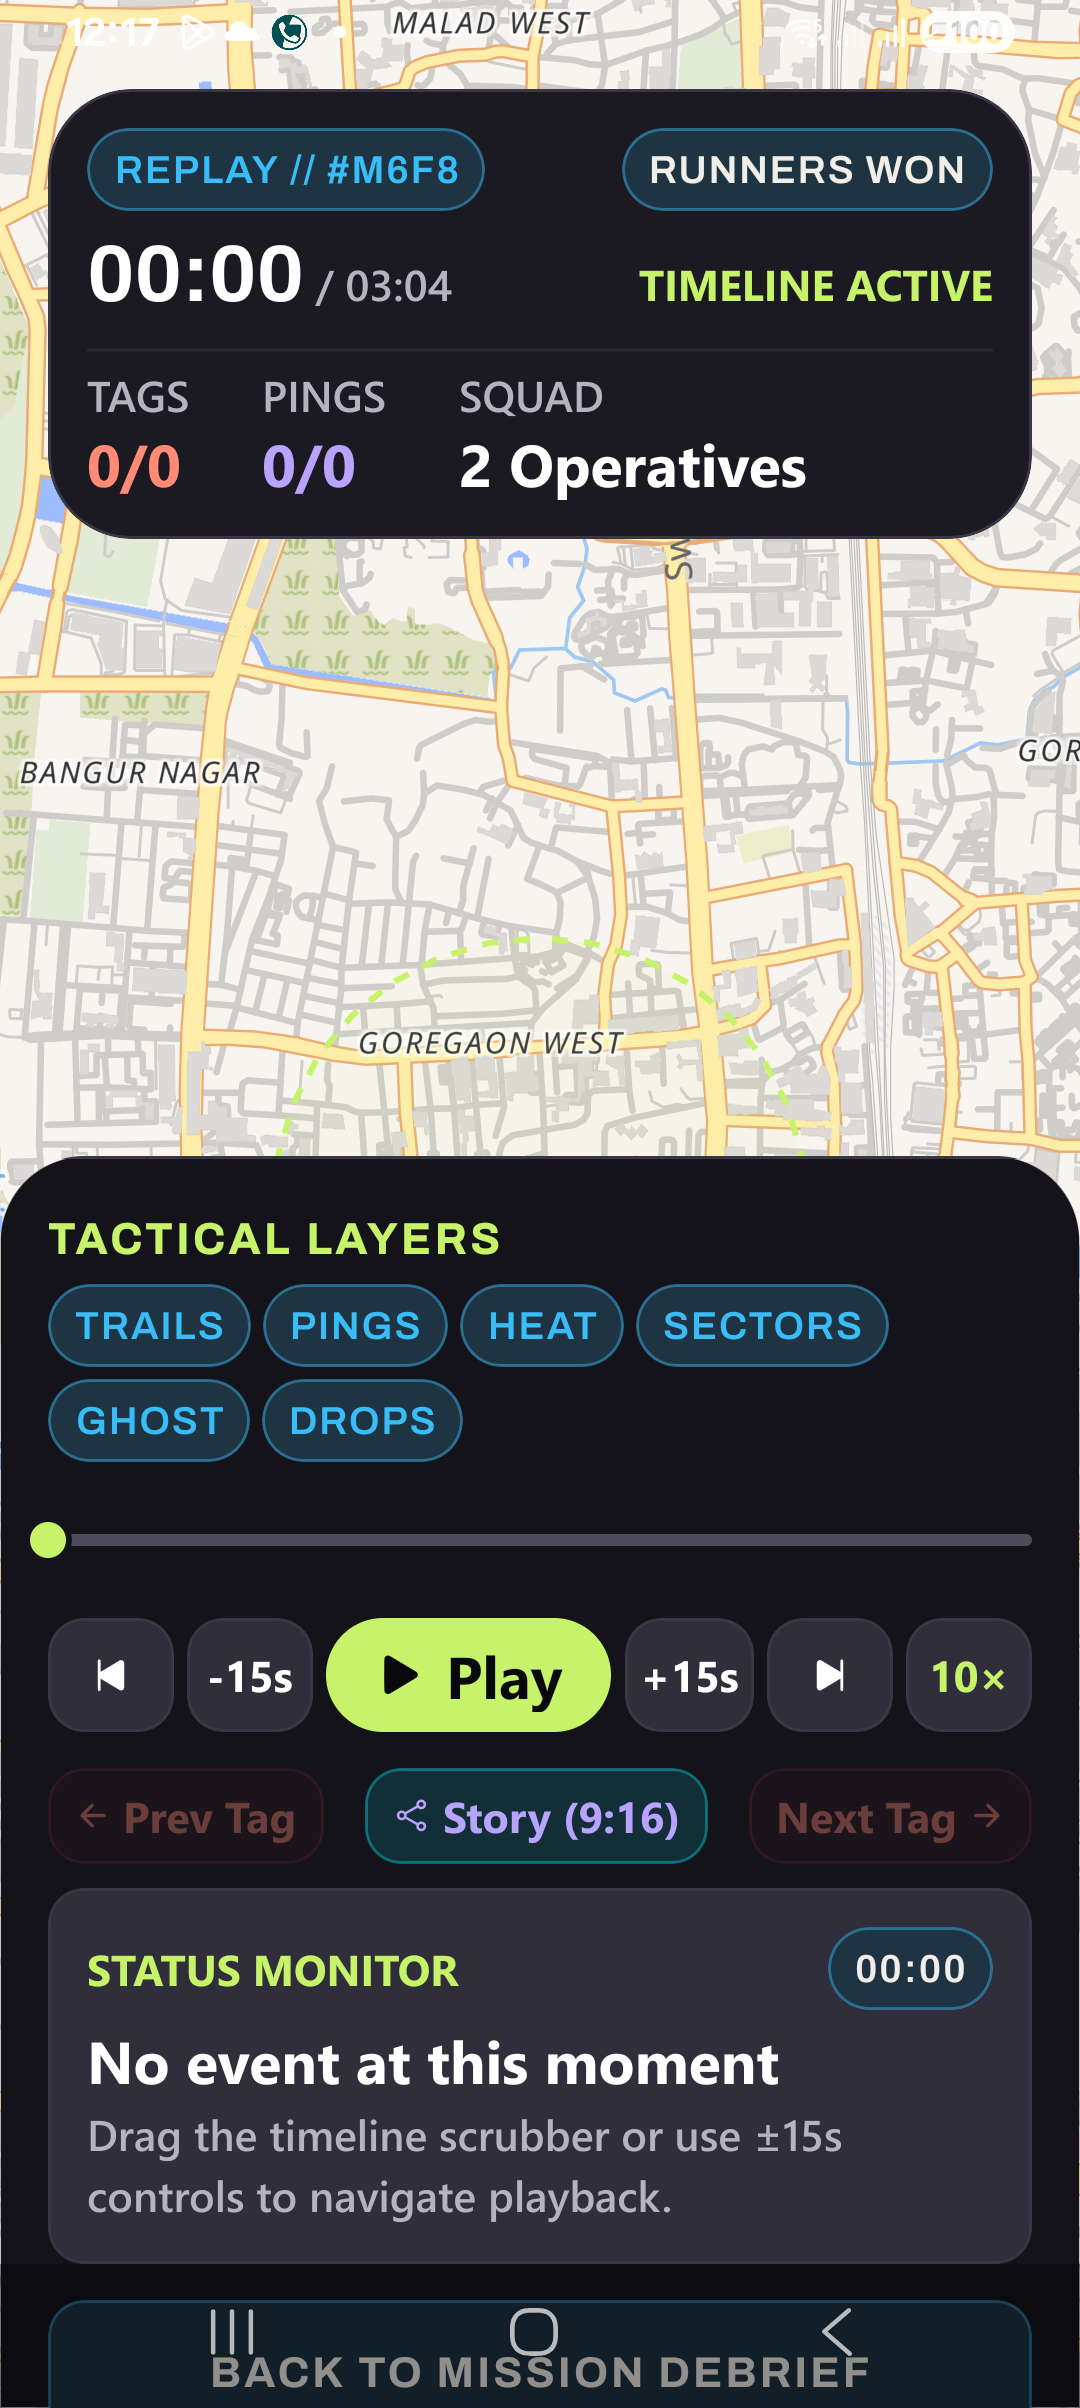 MALAD WEST
12:17
5
100
REPLAY // #M6F8
RUNNERS WON
00:00 / 03:04
TIMELINE ACTIVE
TAGS
PINGS
SQUAD
0/0
0/0
2 Operatives
BANGUR NAGAR
GOREGAON WEST
TACTICAL LAYERS
TRAILS
PINGS
HEAT
SECTORS
GHOST
DROPS
-15s
Play
+15s
10×
← Prev Tag
Story (9:16)
Next Tag →
STATUS MONITOR
00:00
No event at this moment
Drag the timeline scrubber or use ±15s
controls to navigate playback.
BACK TO MISSION DEBRIEF